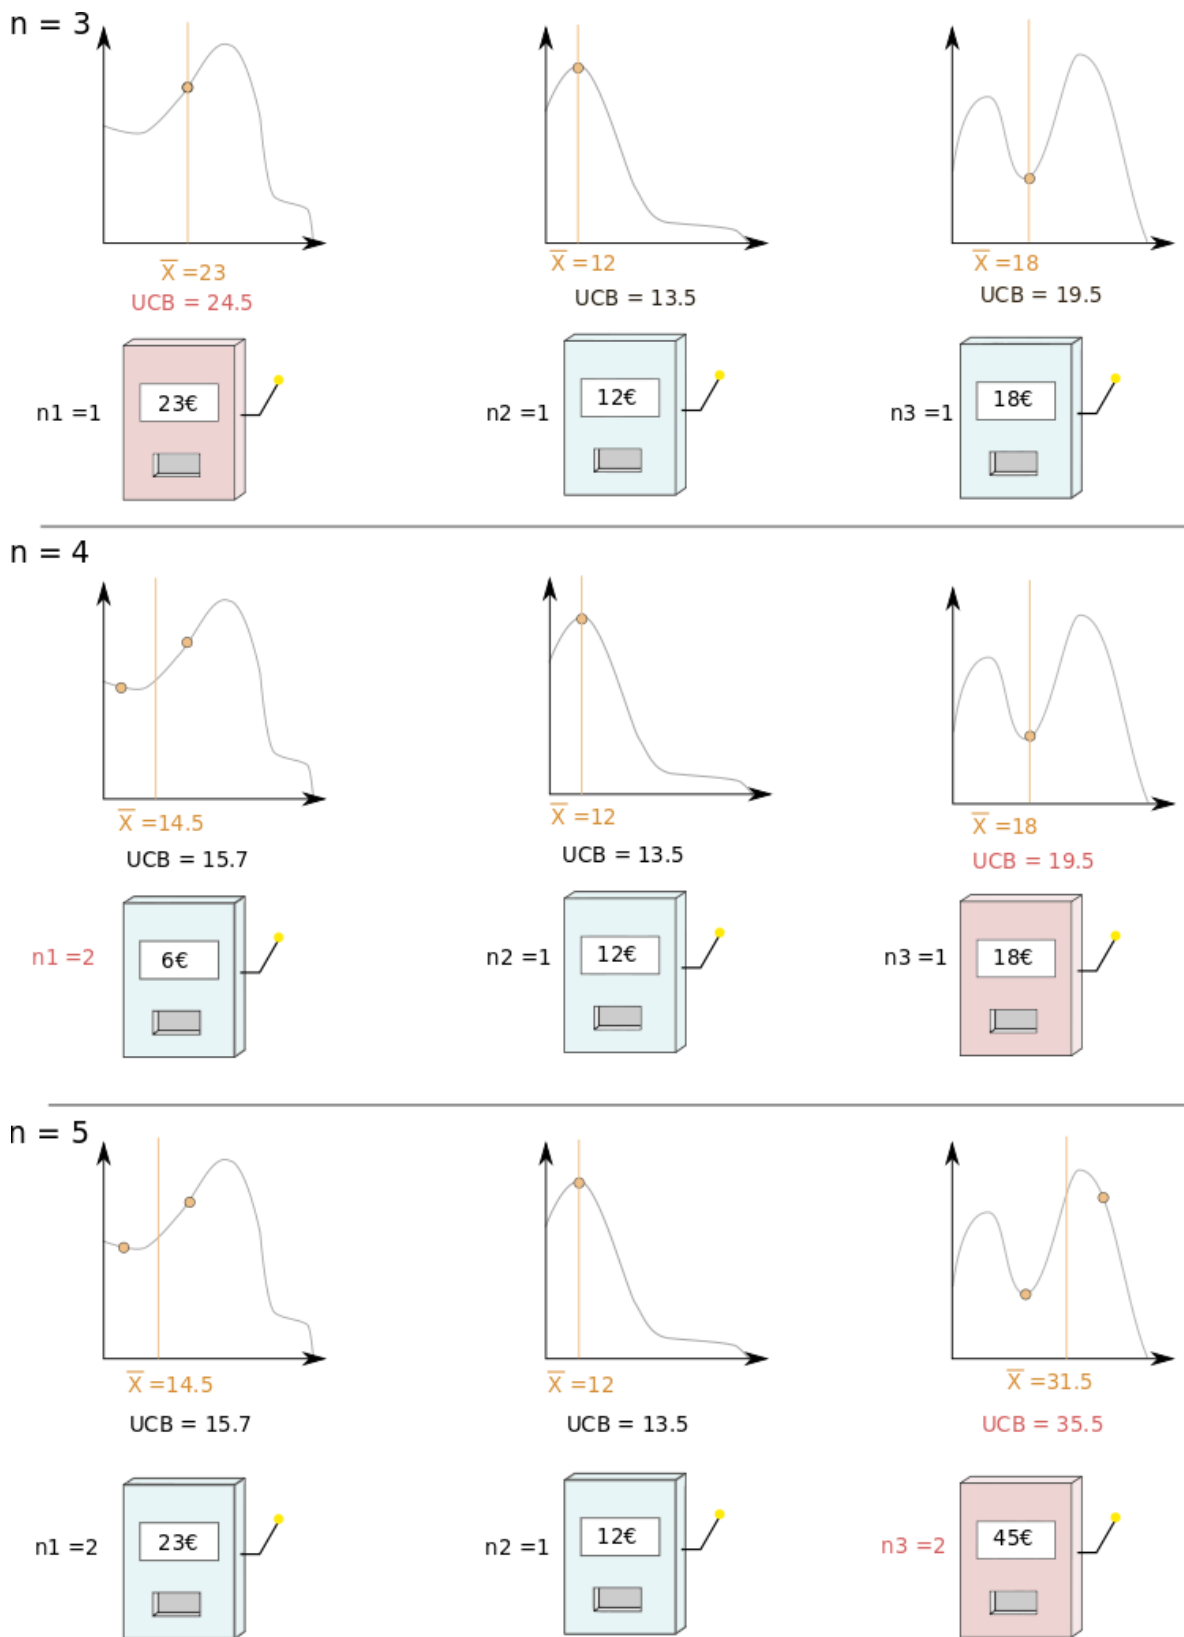 n = 3
X̅ =23
X̅ =12
X̅ =18
UCB = 24.5
UCB = 13.5
UCB = 19.5
n1 =1
23€
n2 =1
12€
n3 =1
18€
n = 4
X̅ =14.5
X̅ =12
X̅ =18
UCB = 15.7
UCB = 13.5
UCB = 19.5
n1 =2
6€
n2 =1
12€
n3 =1
18€
n = 5
X̅ =14.5
X̅ =12
X̅ =31.5
UCB = 15.7
UCB = 13.5
UCB = 35.5
n1 =2
23€
n2 =1
12€
n3 =2
45€